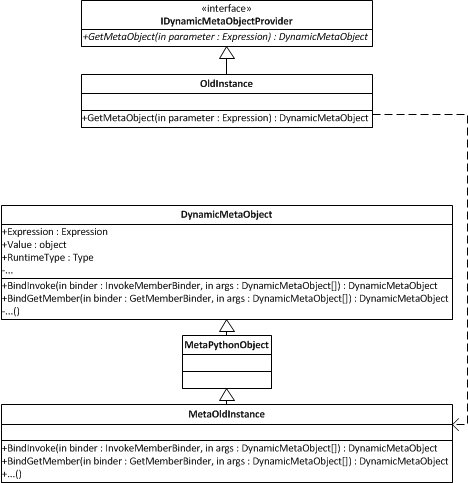 «interface»
IDynamicMetaObjectProvider
+GetMetaObject(in parameter : Expression) : DynamicMetaObject
OldInstance
+GetMetaObject(in parameter : Expression) : DynamicMetaObject
DynamicMetaObject
+Expression : Expression
+Value : object
+RuntimeType : Type
-...
+BindInvoke(in binder : InvokeMemberBinder, in args : DynamicMetaObject[]) : DynamicMetaObject
+BindGetMember(in binder : GetMemberBinder, in args : DynamicMetaObject[]) : DynamicMetaObject
-...()
MetaPythonObject
MetaOldInstance
+BindInvoke(in binder : InvokeMemberBinder, in args : DynamicMetaObject[]) : DynamicMetaObject
+BindGetMember(in binder : GetMemberBinder, in args : DynamicMetaObject[]) : DynamicMetaObject
+...()